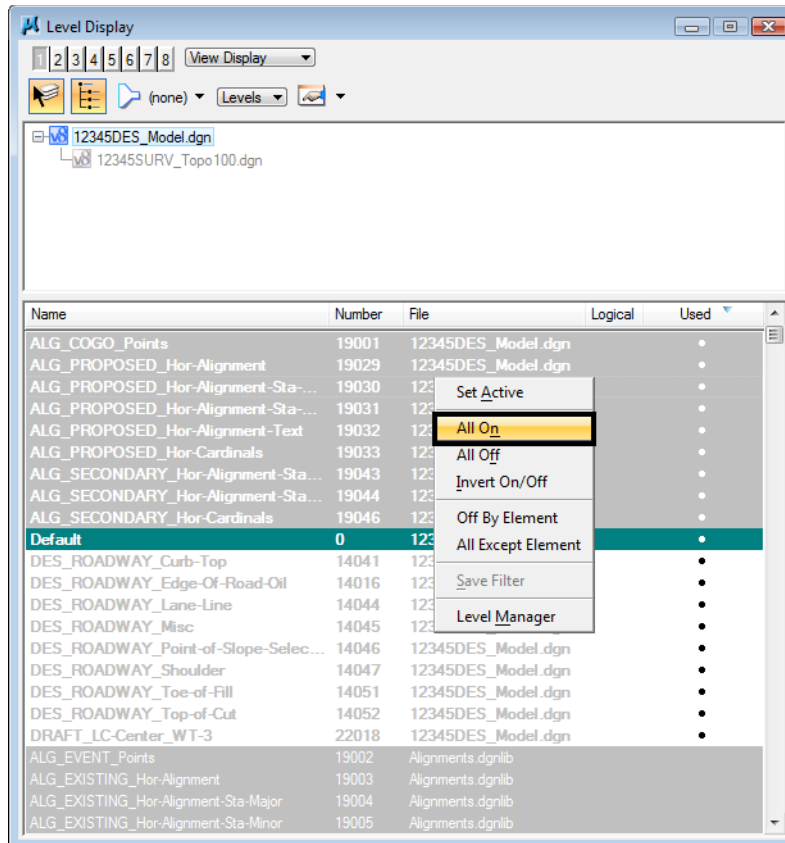 Level Display
1 2 3 4 5 6 7 8 View Display
(none) Levels
12345DES_Model.dgn
12345SURV_Topo100.dgn
Name Number File Logical Used
ALG_COGO_Points 19001 12345DES_Model.dgn
ALG_PROPOSED_Hor-Alignment 19029 12345DES_Model.dgn
ALG_PROPOSED_Hor-Alignment-Sta-... 19030 123
ALG_PROPOSED_Hor-Alignment-Sta-... 19031 123
ALG_PROPOSED_Hor-Alignment-Text 19032 123
ALG_PROPOSED_Hor-Cardinals 19033 123
ALG_SECONDARY_Hor-Alignment-Sta... 19043 123
ALG_SECONDARY_Hor-Alignment-Sta... 19044 123
ALG_SECONDARY_Hor-Cardinals 19046 123
Default 0 123
DES_ROADWAY_Curb-Top 14041 123
DES_ROADWAY_Edge-Of-Road-Oil 14016 123
DES_ROADWAY_Lane-Line 14044 123
DES_ROADWAY_Misc 14045 12345DES_Model.dgn
DES_ROADWAY_Point-of-Slope-Selec... 14046 12345DES_Model.dgn
DES_ROADWAY_Shoulder 14047 12345DES_Model.dgn
DES_ROADWAY_Toe-of-Fill 14051 12345DES_Model.dgn
DES_ROADWAY_Top-of-Cut 14052 12345DES_Model.dgn
DRAFT_LC-Center_WT-3 22018 12345DES_Model.dgn
ALG_EVENT_Points 19002 Alignments.dgnlib
ALG_EXISTING_Hor-Alignment 19003 Alignments.dgnlib
ALG_EXISTING_Hor-Alignment-Sta-Major 19004 Alignments.dgnlib
ALG_EXISTING_Hor-Alignment-Sta-Minor 19005 Alignments.dgnlib
Set Active
All On
All Off
Invert On/Off
Off By Element
All Except Element
Save Filter
Level Manager